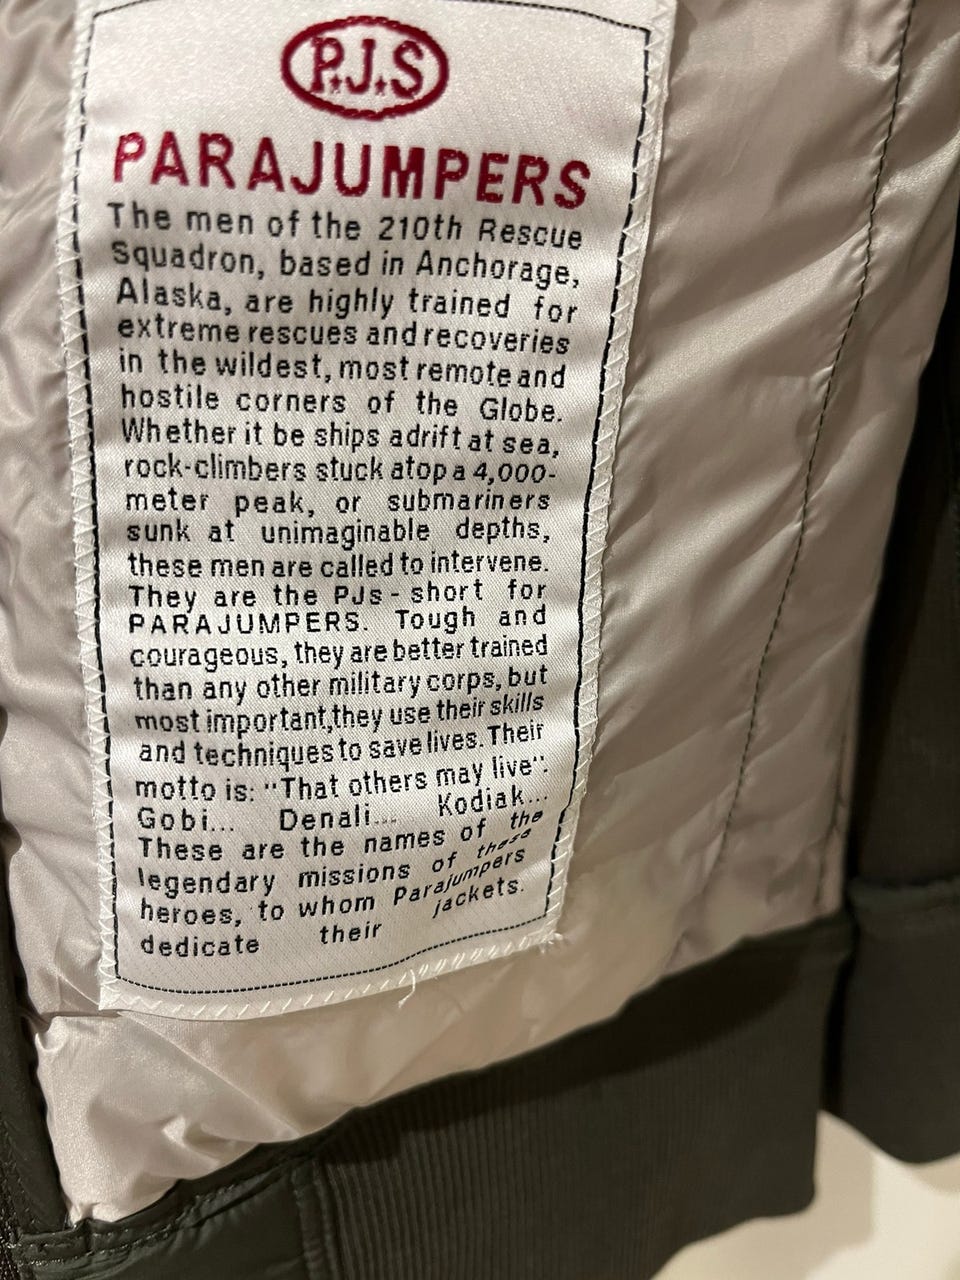 P.J.S
PARAJUMPERS
The men of the 210th Rescue
Squadron, based in Anchorage,
Alaska, are highly trained for
extreme rescues and recoveries
in the wildest, most remote and
hostile corners of the Globe.
Whether it be ships adrift at sea,
rock-climbers stuck atop a 4,000-
meter peak, or submariners
sunk at unimaginable depths,
these men are called to intervene.
They are the PJs - short for
PARAJUMPERS. Tough and
courageous, they are better trained
than any other military corps, but
most important,they use their skills
and techniques to save lives. Their
motto is: "That others may live".
Gobi... Denali... Kodiak...
These are the names of the
legendary missions of these
heroes, to whom Parajumpers
dedicate their jackets.